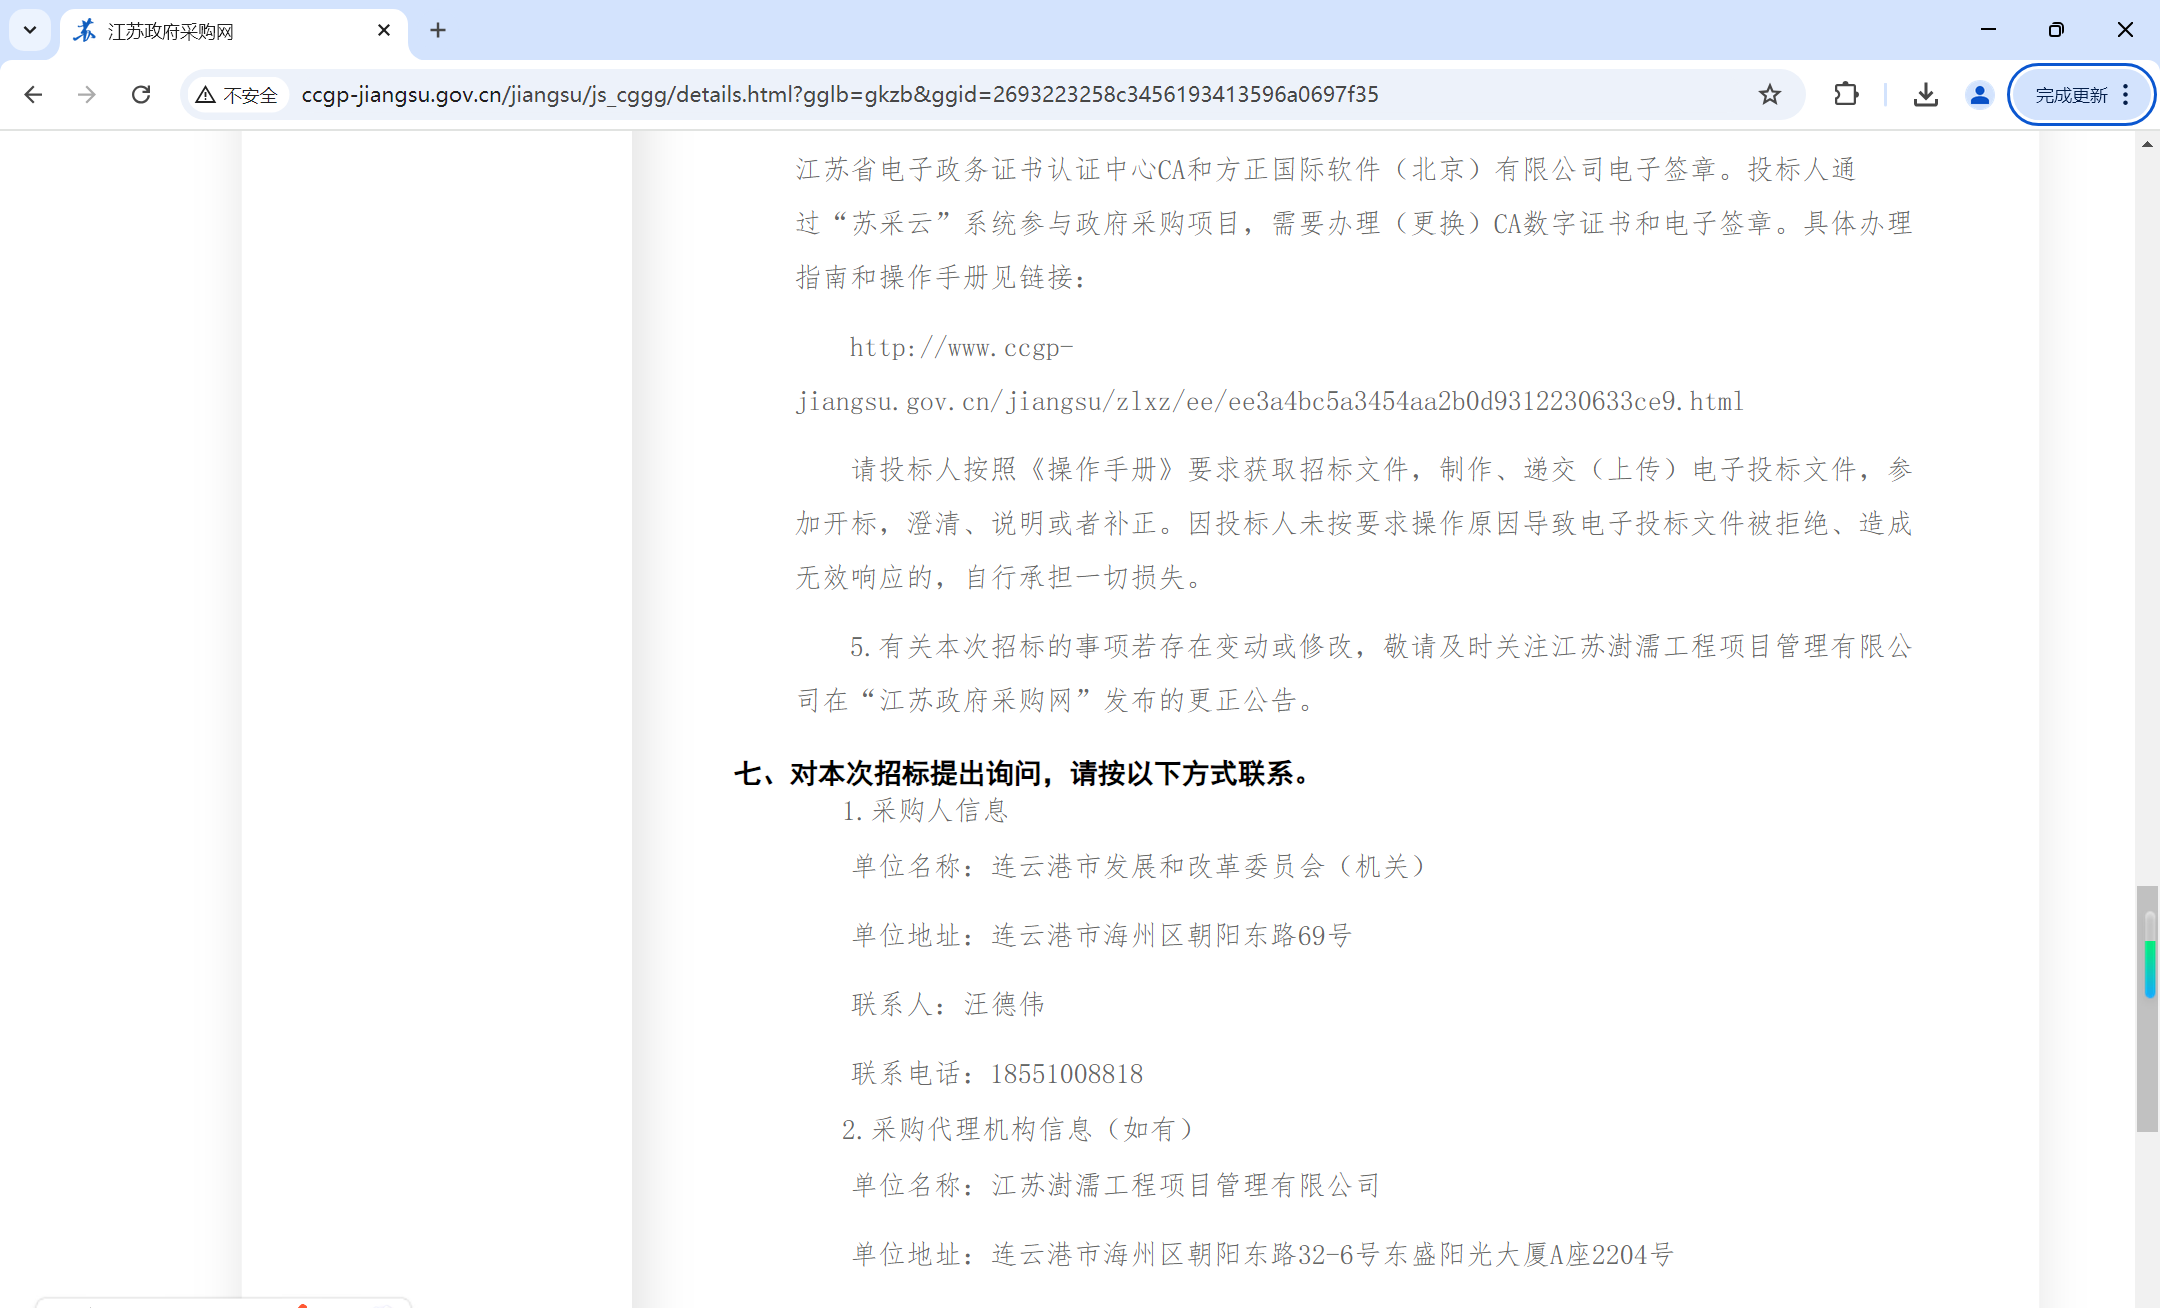 江苏政府采购网
不安全
ccgp-jiangsu.gov.cn/jiangsu/js_cggg/details.html?gglb=gkzb&ggid=2693223258c3456193413596a0697f35
完成更新
江苏省电子政务证书认证中心CA和方正国际软件（北京）有限公司电子签章。投标人通
过“苏采云”系统参与政府采购项目，需要办理（更换）CA数字证书和电子签章。具体办理
指南和操作手册见链接：
http://www.ccgp-
jiangsu.gov.cn/jiangsu/zlxz/ee/ee3a4bc5a3454aa2b0d9312230633ce9.html
请投标人按照《操作手册》要求获取招标文件，制作、递交（上传）电子投标文件，参
加开标，澄清、说明或者补正。因投标人未按要求操作原因导致电子投标文件被拒绝、造成
无效响应的，自行承担一切损失。
5.有关本次招标的事项若存在变动或修改，敬请及时关注江苏澍濡工程项目管理有限公
司在“江苏政府采购网”发布的更正公告。
七、对本次招标提出询问，请按以下方式联系。
1.采购人信息
单位名称：连云港市发展和改革委员会（机关）
单位地址：连云港市海州区朝阳东路69号
联系人：汪德伟
联系电话：18551008818
2.采购代理机构信息（如有）
单位名称：江苏澍濡工程项目管理有限公司
单位地址：连云港市海州区朝阳东路32-6号东盛阳光大厦A座2204号